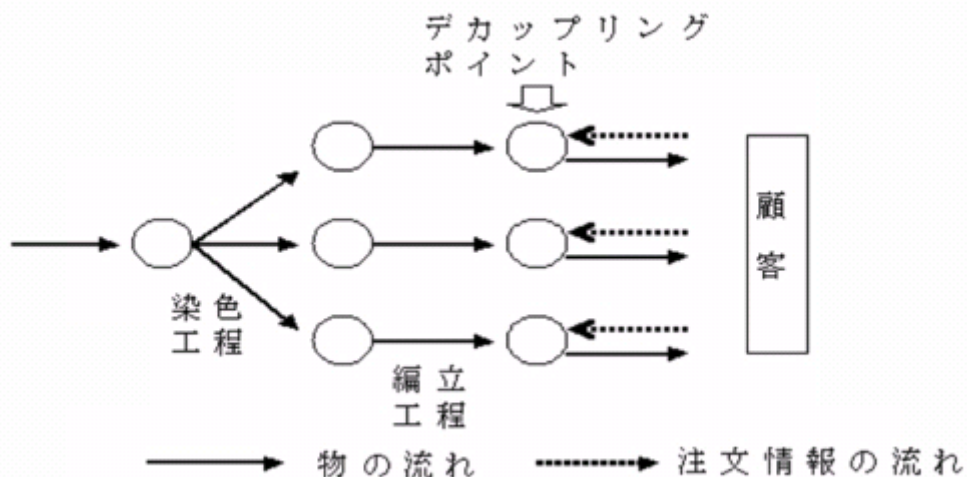 デカップリング
ポイント
顧
客
染色
工程
編立
工程
物の流れ
注文情報の流れ